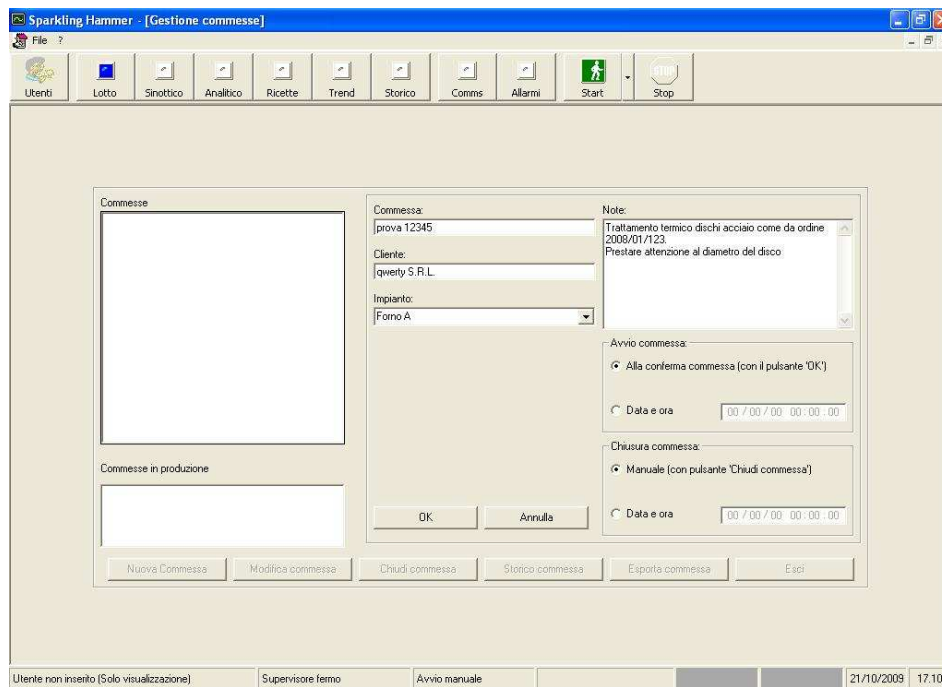 Sparkling Hammer - [Gestione commesse]
File ?
Utenti Lotto Sinottico Analitico Ricette Trend Storico Comms Allarmi Start STOP Stop
Commesse
Commessa:
prova 12345
Cliente:
qwerty S.R.L.
Impianto:
Forno A
Note:
Trattamento termico dischi acciaio come da ordine
2008/01/123.
Prestare attenzione al diametro del disco
Avvio commessa:
Alla conferma commessa (con il pulsante 'OK')
Data e ora 00 / 00 / 00 00 : 00 : 00
Chiusura commessa:
Manuale (con pulsante 'Chiudi commessa')
Data e ora 00 / 00 / 00 00 : 00 : 00
Commesse in produzione
OK Annulla
Nuova Commessa Modifica commessa Chiudi commessa Storico commessa Esporta commessa Esci
Utente non inserito (Solo visualizzazione) Supervisore fermo Avvio manuale 21/10/2009 17.10